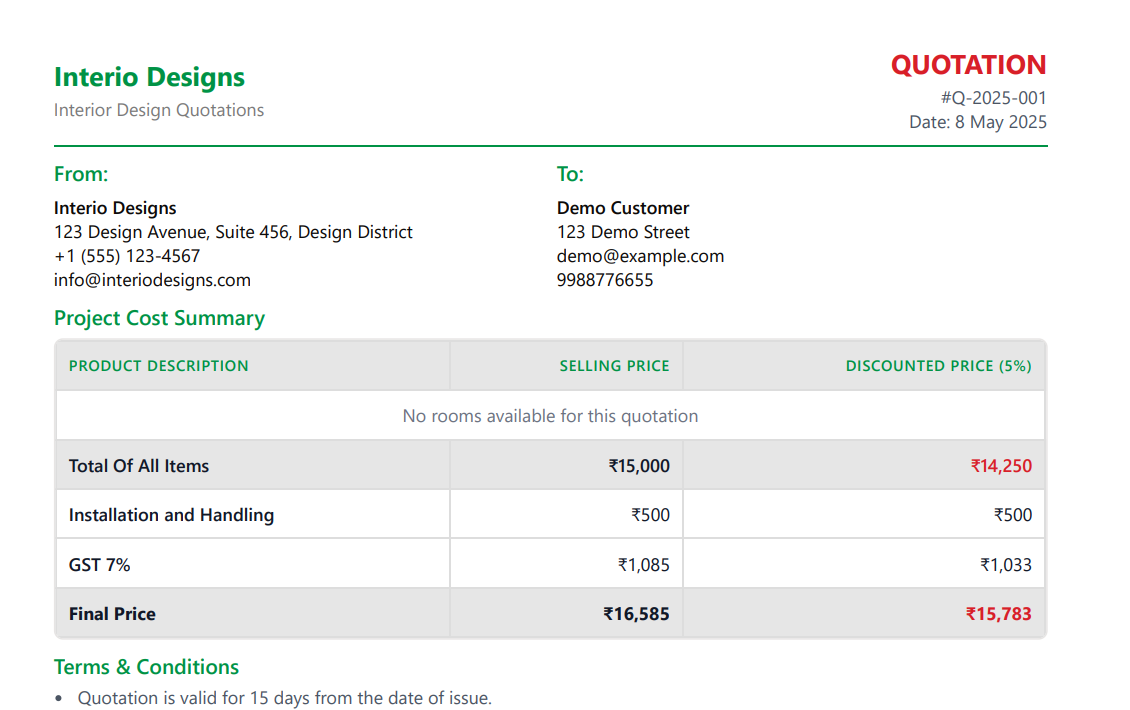 Interio Designs
Interior Design Quotations
QUOTATION
#Q-2025-001
Date: 8 May 2025
From:
Interio Designs
123 Design Avenue, Suite 456, Design District
+1 (555) 123-4567
info@interiodesigns.com
To:
Demo Customer
123 Demo Street
demo@example.com
9988776655
Project Cost Summary
PRODUCT DESCRIPTION SELLING PRICE DISCOUNTED PRICE (5%)
No rooms available for this quotation
Total Of All Items ₹15,000 ₹14,250
Installation and Handling ₹500 ₹500
GST 7% ₹1,085 ₹1,033
Final Price ₹16,585 ₹15,783
Terms & Conditions
• Quotation is valid for 15 days from the date of issue.